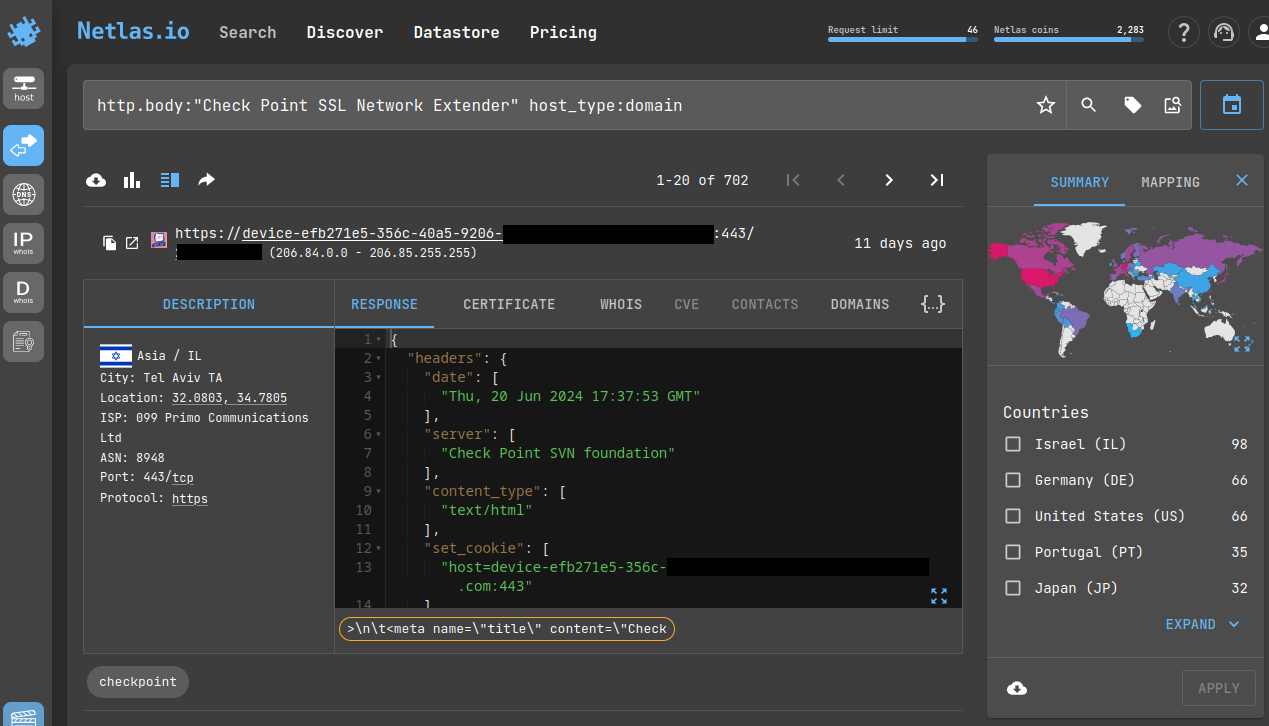 Netlas.io Search Discover Datastore Pricing
Request limit 46
Netlas coins 2,283
?
host
DNS
IP
whois
D
whois
http.body:"Check Point SSL Network Extender" host_type:domain
1-20 of 702
https://device-efb271e5-356c-40a5-9206- :443/
(206.84.0.0 - 206.85.255.255)
11 days ago
DESCRIPTION
RESPONSE CERTIFICATE WHOIS CVE CONTACTS DOMAINS {..}
Asia / IL
City: Tel Aviv TA
Location: 32.0803, 34.7805
ISP: 099 Primo Communications
Ltd
ASN: 8948
Port: 443/tcp
Protocol: https
1 {
2 "headers": {
3 "date": [
4 "Thu, 20 Jun 2024 17:37:53 GMT"
5 ],
6 "server": [
7 "Check Point SVN foundation"
8 ],
9 "content_type": [
10 "text/html"
11 ],
12 "set_cookie": [
13 "host=device-efb271e5-356c-
.com:443"
14 ]
>\n\t<meta name=\"title\" content=\"Check
checkpoint
SUMMARY MAPPING
Countries
Israel (IL) 98
Germany (DE) 66
United States (US) 66
Portugal (PT) 35
Japan (JP) 32
EXPAND
APPLY